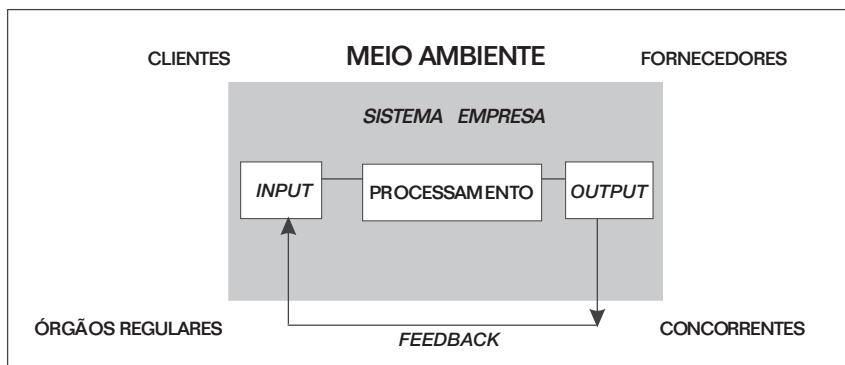 CLIENTES MEIO AMBIENTE FORNECEDORES
SISTEMA EMPRESA
INPUT PROCESSAMENTO OUTPUT
ÓRGÃOS REGULARES FEEDBACK CONCORRENTES